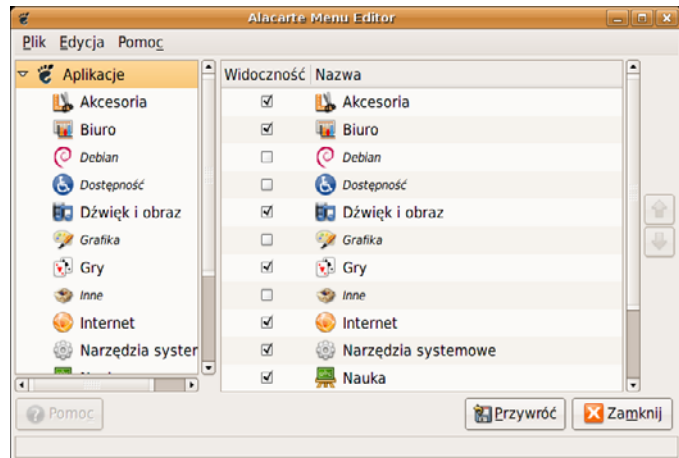 Alacarte Menu Editor
Plik Edycja Pomoc
Aplikacje
Akcesoria
Biuro
Debian
Dostępność
Dźwięk i obraz
Grafika
Gry
Inne
Internet
Narzędzia syster
Widoczność Nazwa
Akcesoria
Biuro
Debian
Dostępność
Dźwięk i obraz
Grafika
Gry
Inne
Internet
Narzędzia systemowe
Nauka
Pomoc
Przywróć
Zamknij